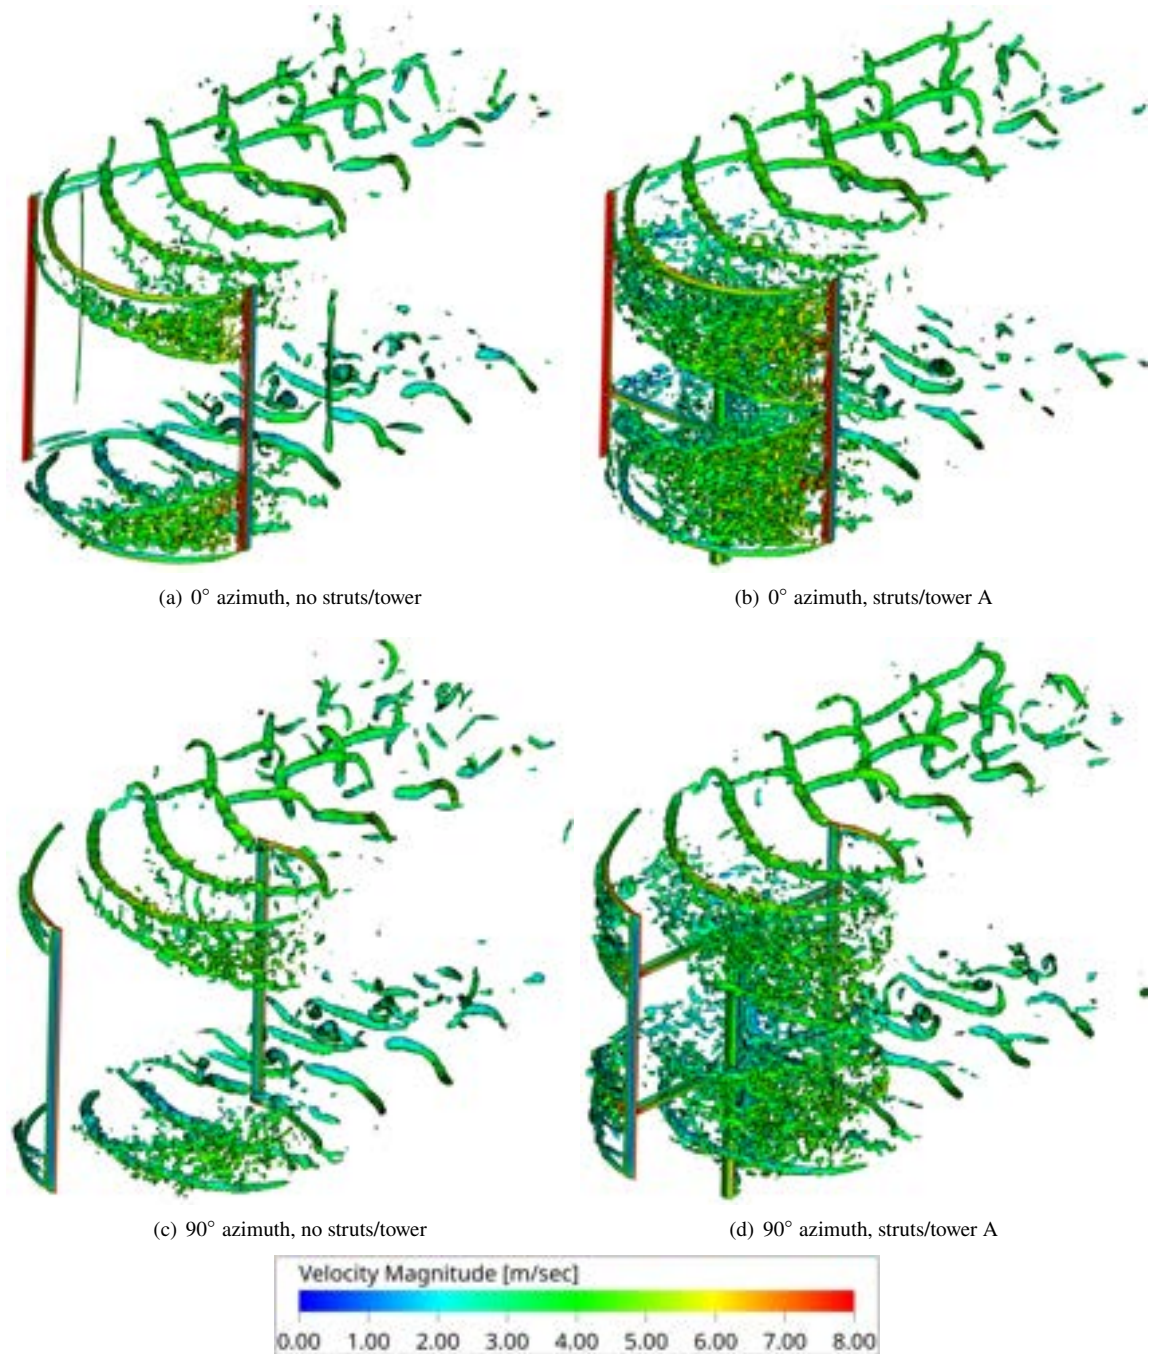 (a) 0° azimuth, no struts/tower
(b) 0° azimuth, struts/tower A
(c) 90° azimuth, no struts/tower
(d) 90° azimuth, struts/tower A
Velocity Magnitude [m/sec]
0.00 1.00 2.00 3.00 4.00 5.00 6.00 7.00 8.00